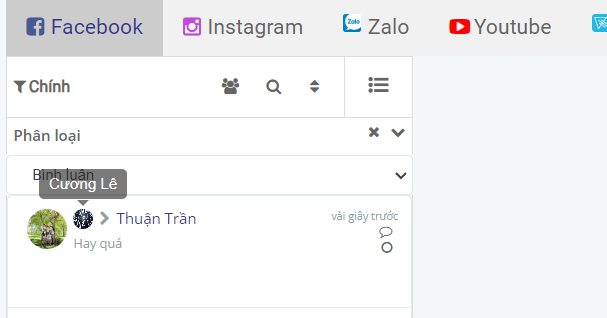 Facebook Instagram Zalo Youtube
Chính
Phân loại
Bình luận
Cương Lê
Thuận Trần vài giây trước
Hay quá